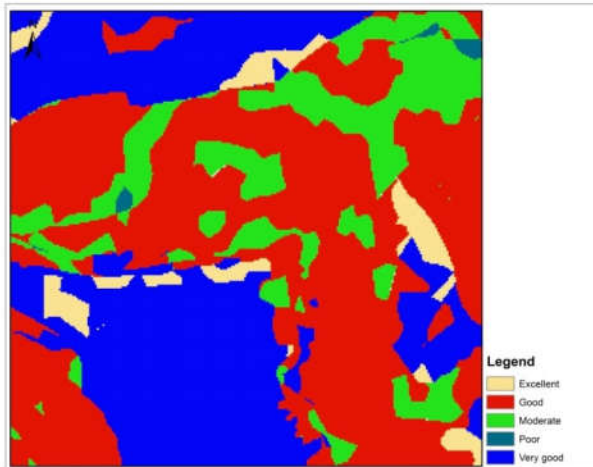 Legend
Excellent
Good
Moderate
Poor
Very good